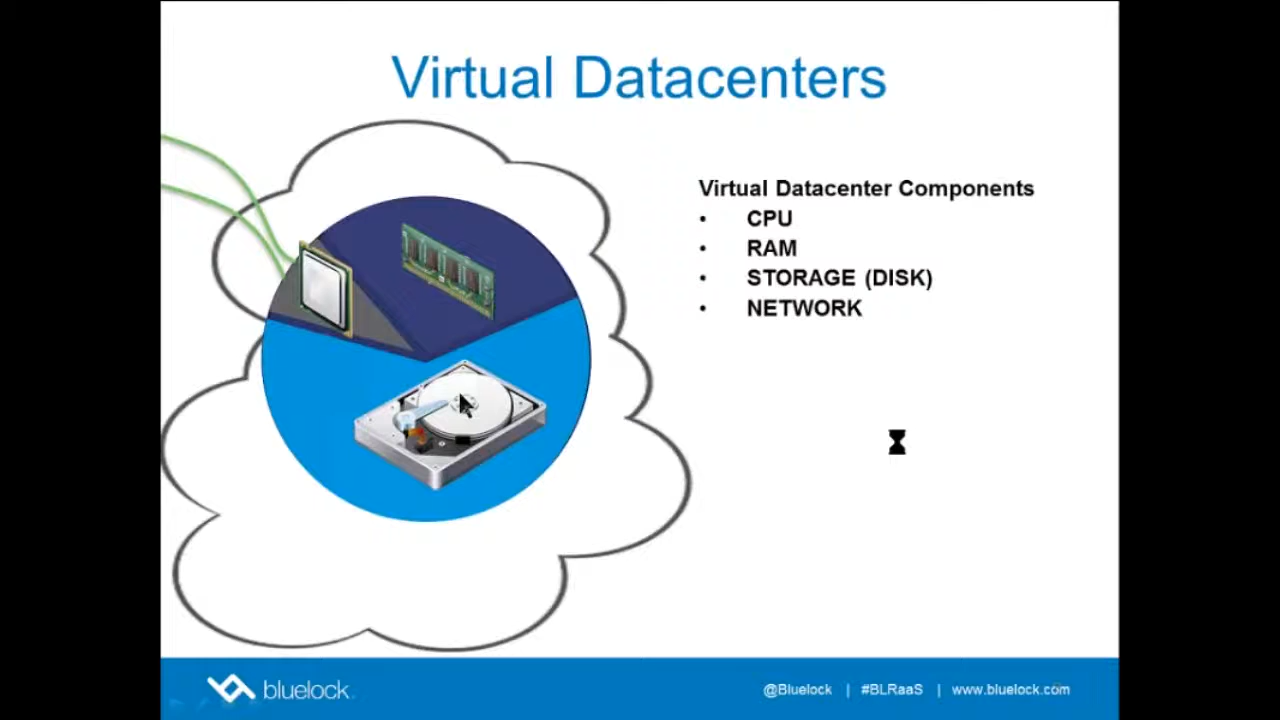 Virtual Datacenters
Virtual Datacenter Components
• CPU
• RAM
• STORAGE (DISK)
• NETWORK
bluelock
@Bluelock | #BLRaaS | www.bluelock.com